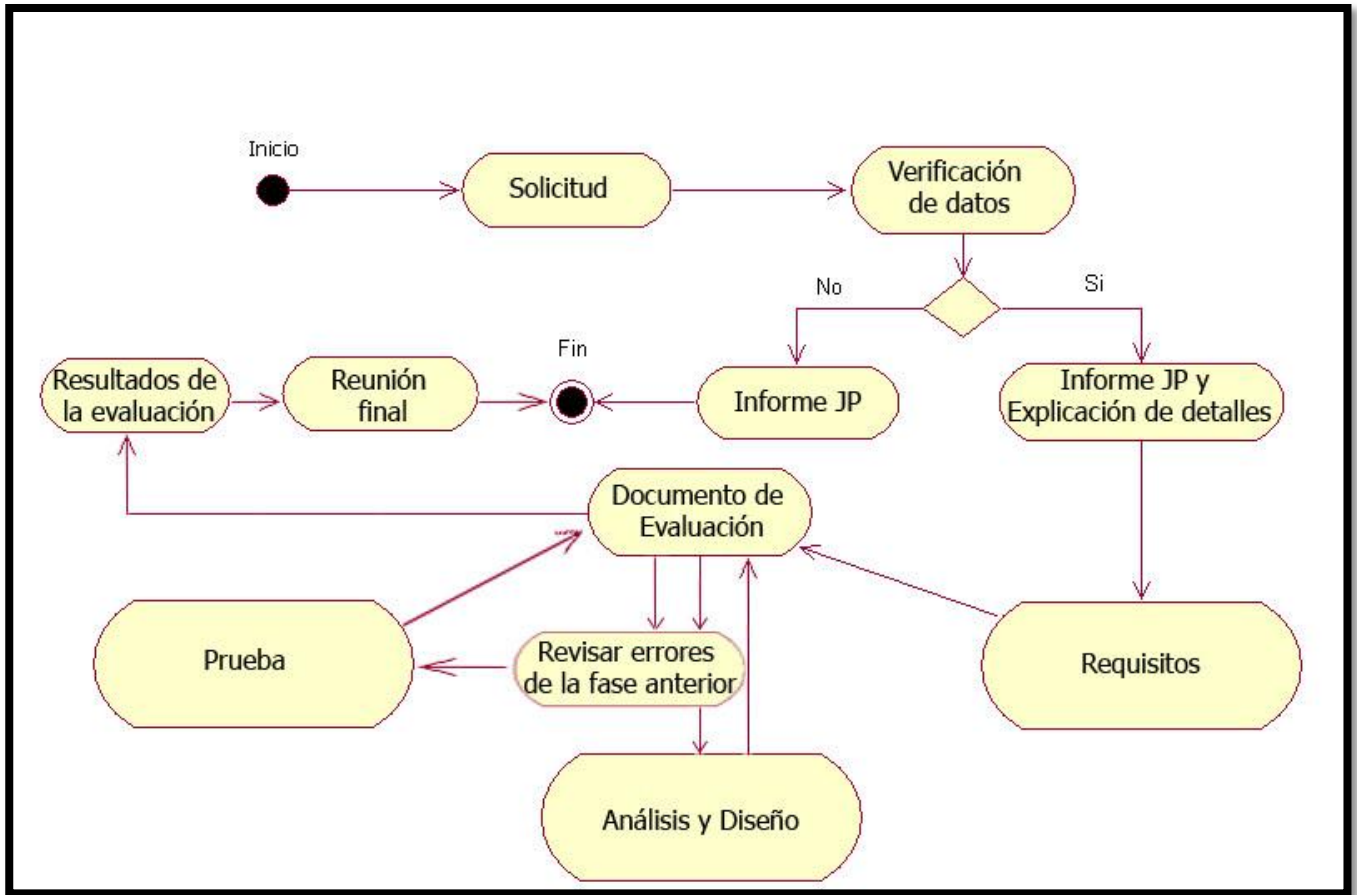 Inicio
Solicitud
Verificación
de datos
No
Si
Fin
Resultados de
la evaluación
Reunión
final
Informe JP
Informe JP y
Explicación de detalles
Documento de
Evaluación
Prueba
Revisar errores
de la fase anterior
Requisitos
Análisis y Diseño